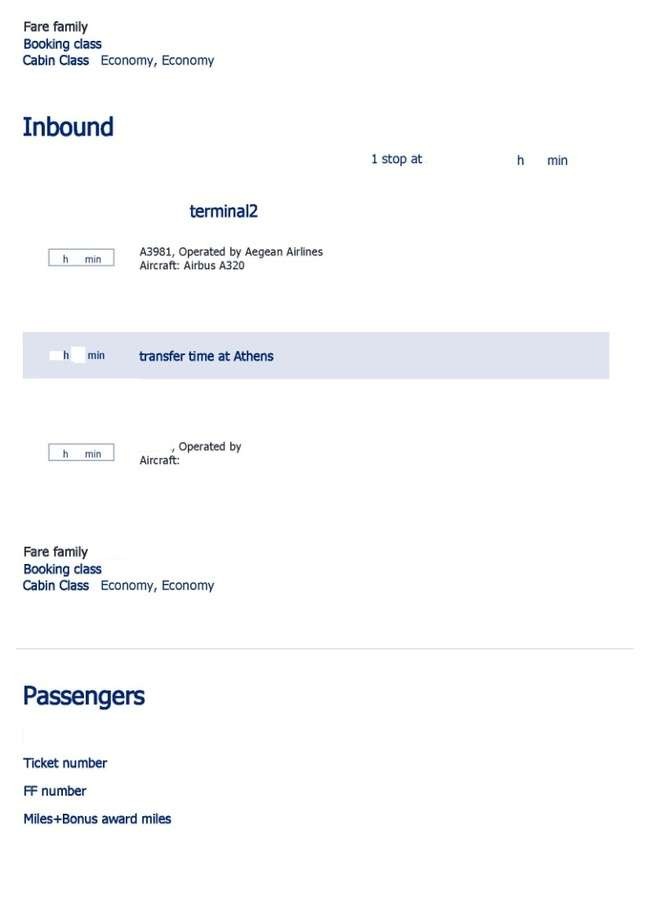 Fare family
Booking class
Cabin Class Economy, Economy
Inbound
1 stop at h min
terminal2
h min
A3981, Operated by Aegean Airlines
Aircraft: Airbus A320
h min transfer time at Athens
h min
, Operated by
Aircraft:
Fare family
Booking class
Cabin Class Economy, Economy
Passengers
Ticket number
FF number
Miles+Bonus award miles